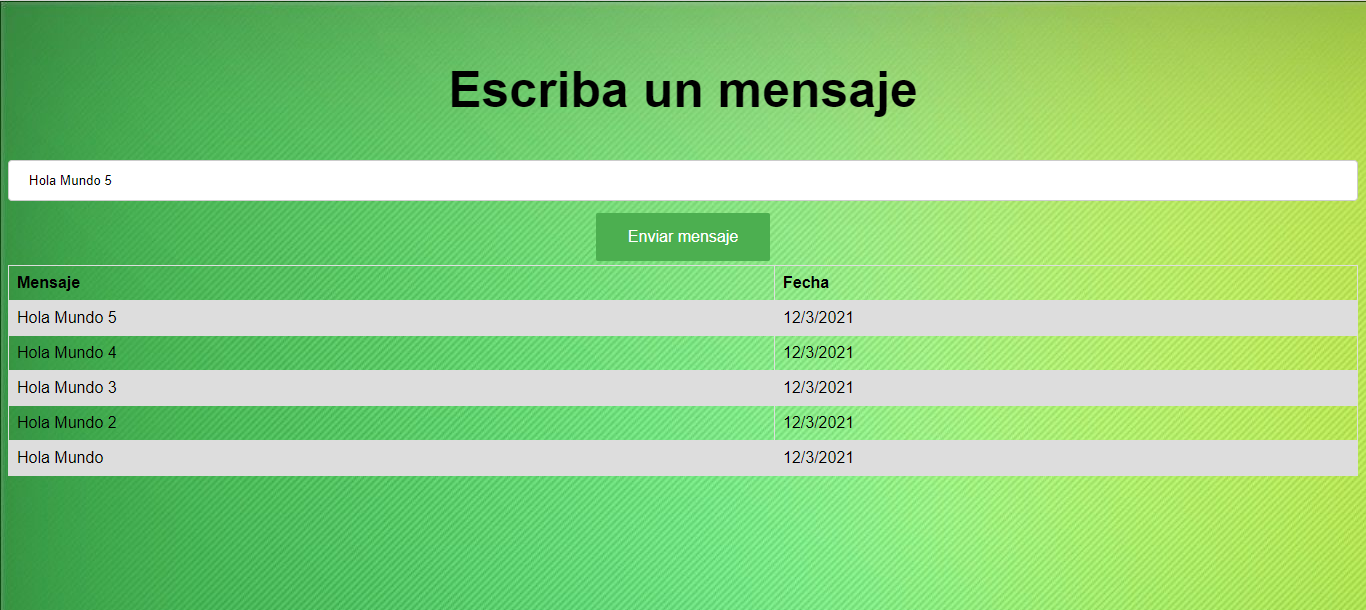 Escriba un mensaje
Hola Mundo 5
Enviar mensaje
Mensaje Fecha
Hola Mundo 5 12/3/2021
Hola Mundo 4 12/3/2021
Hola Mundo 3 12/3/2021
Hola Mundo 2 12/3/2021
Hola Mundo 12/3/2021